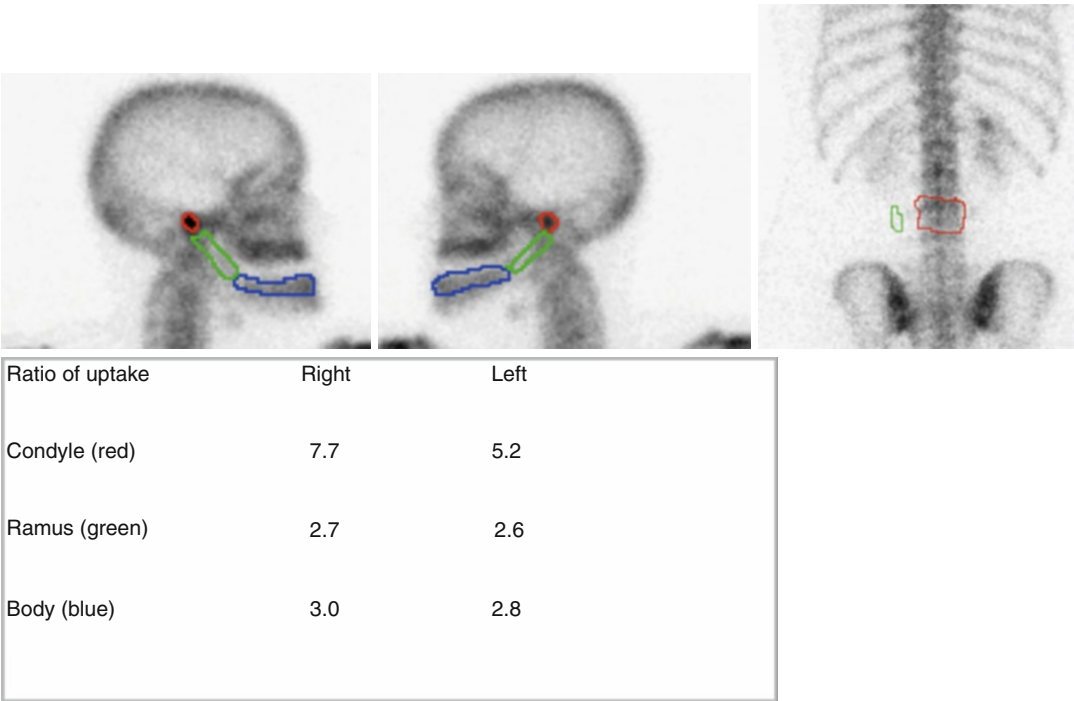 Ratio of uptake Right Left
Condyle (red) 7.7 5.2
Ramus (green) 2.7 2.6
Body (blue) 3.0 2.8